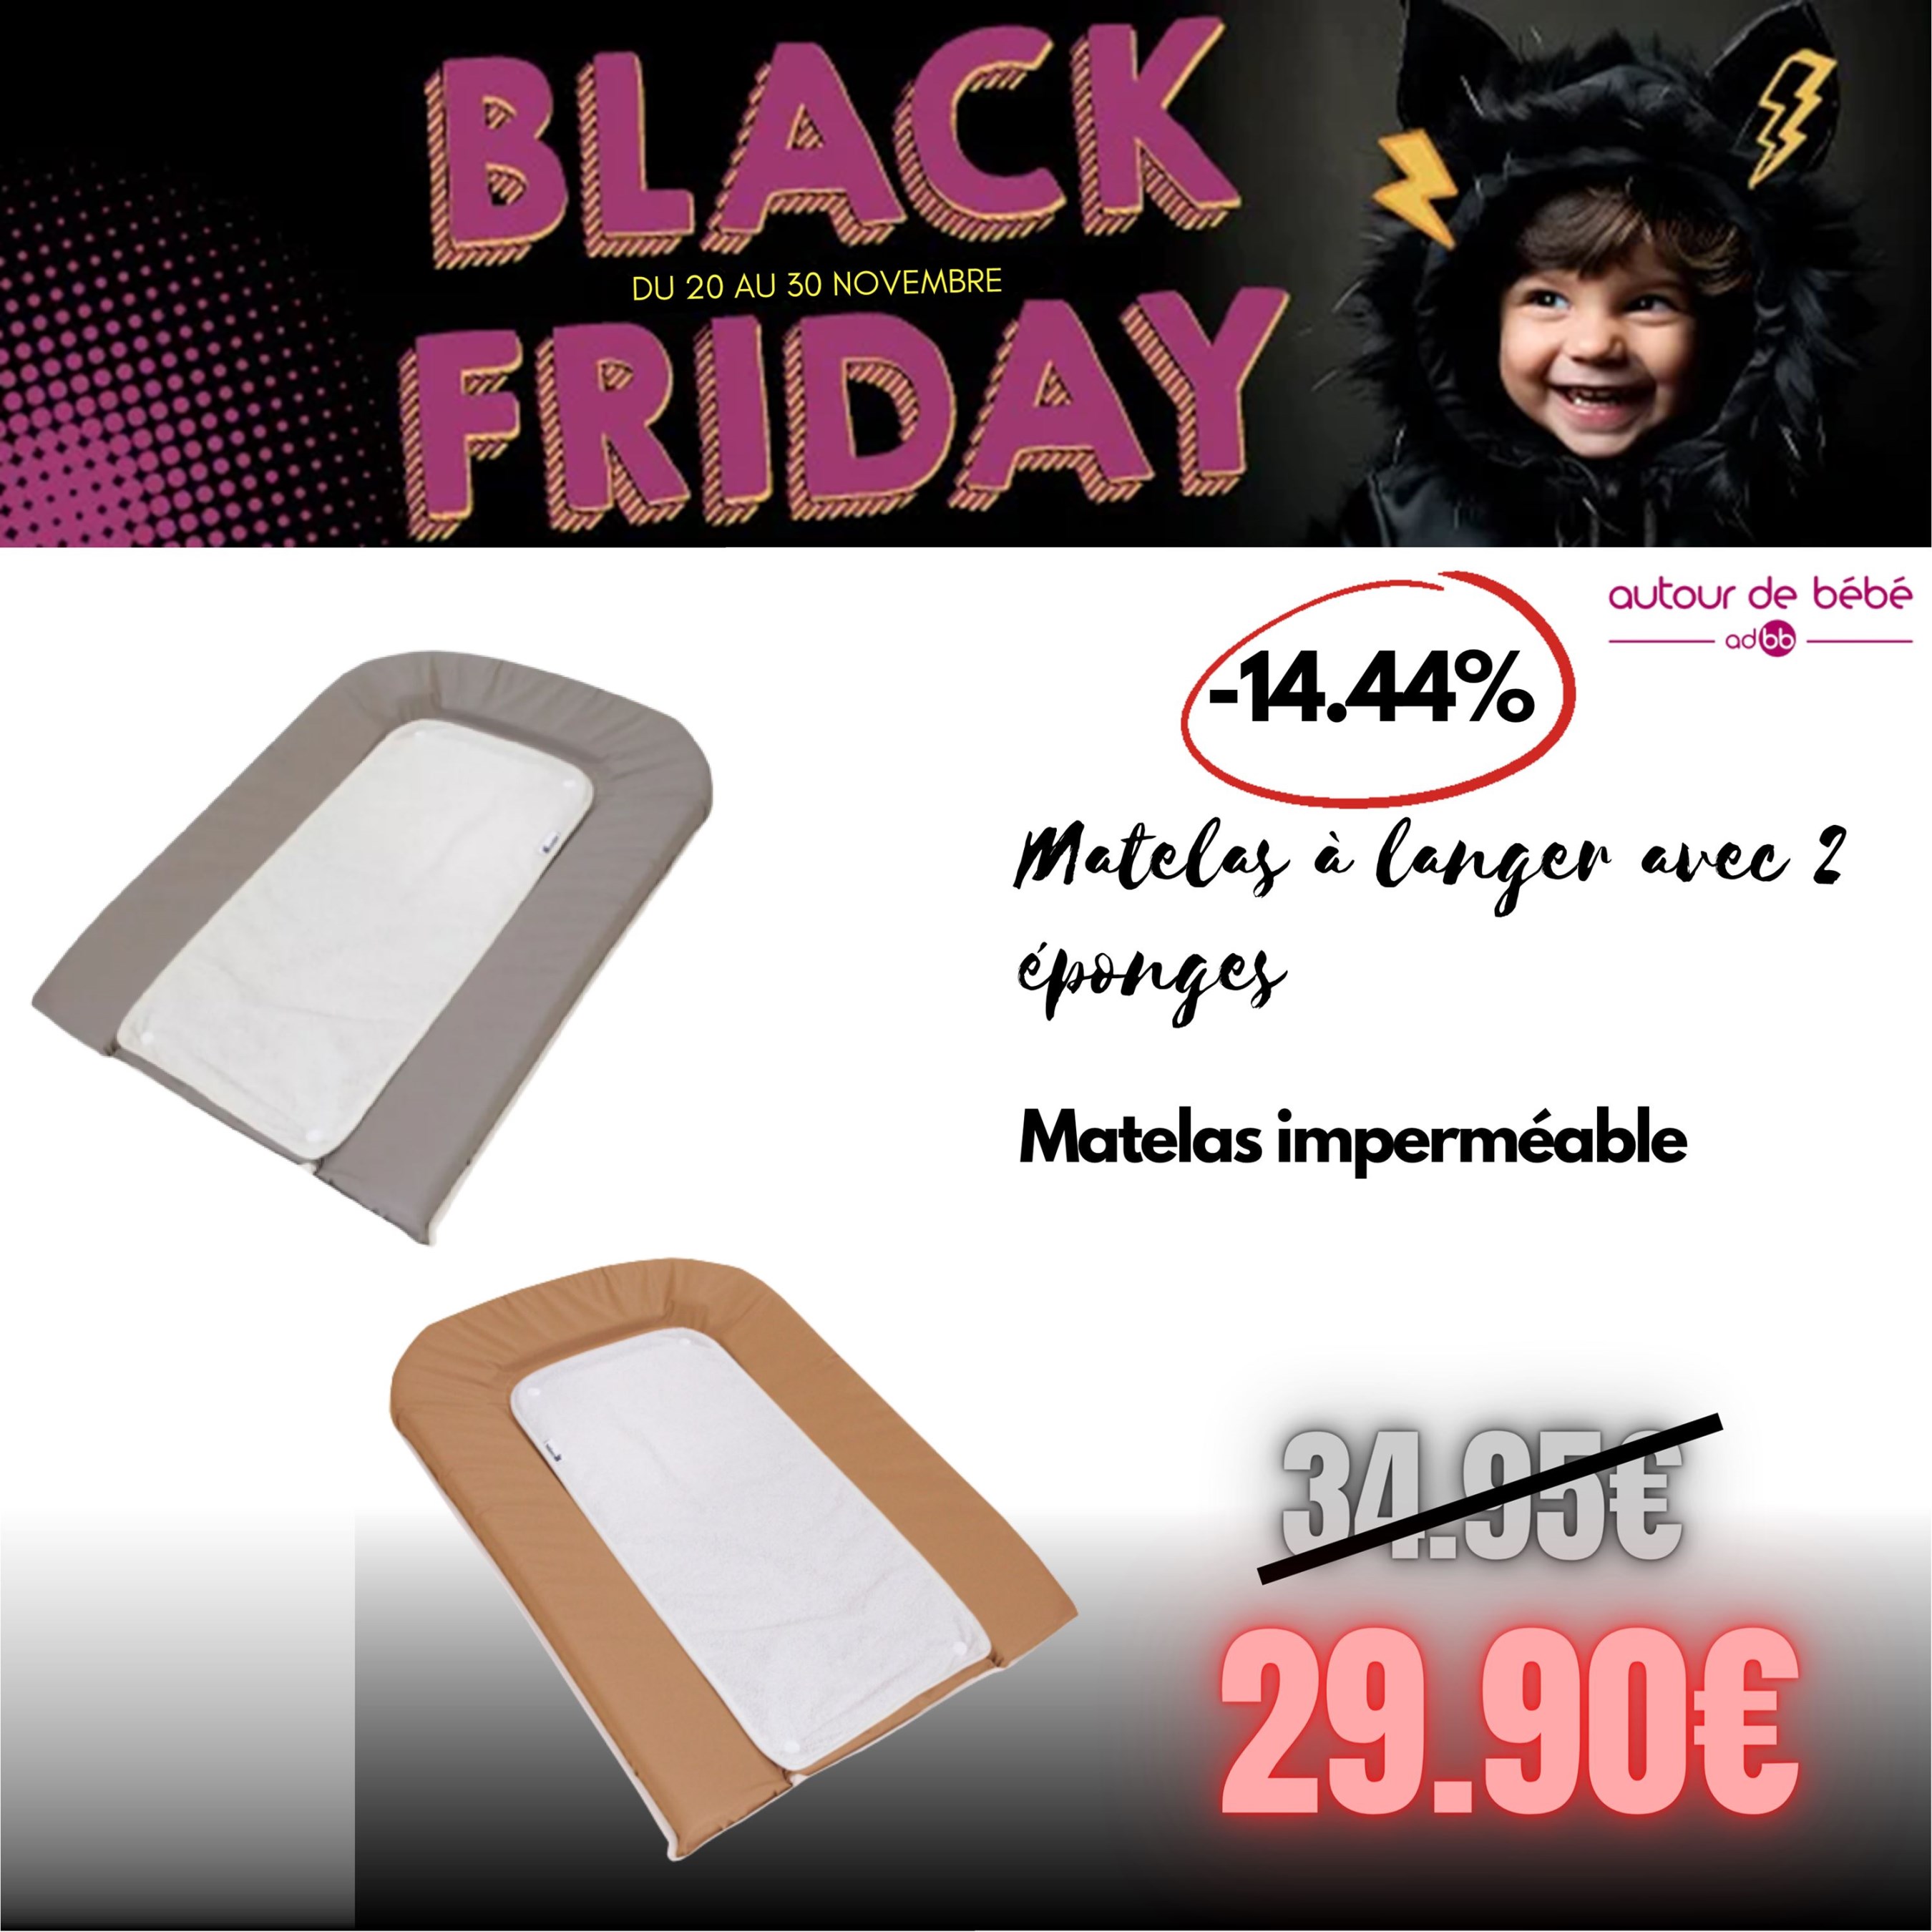 BLACK
DU 20 AU 30 NOVEMBRE
FRIDAY
autour de bébé
adbb
-14.44%
Matelas à langer avec 2
éponges
Matelas imperméable
34.95€
29.90€